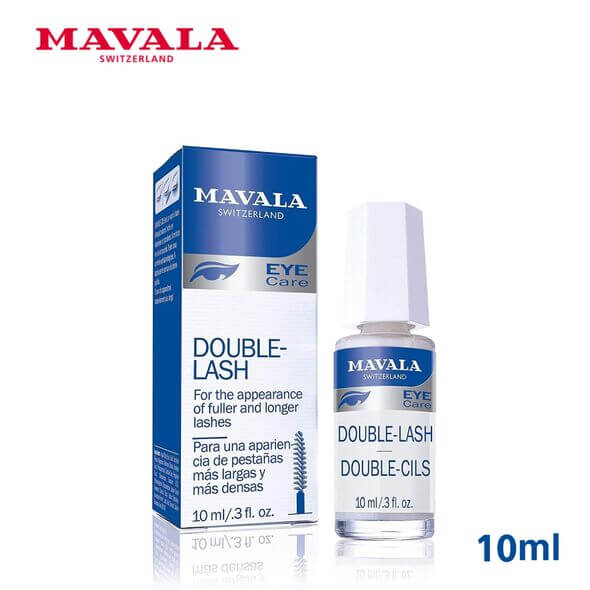 MAVALA
SWITZERLAND
MAVALA
SWITZERLAND
EYE
Care
DOUBLE-
LASH
For the appearance
of fuller and longer
lashes
Para una aparien-
cia de pestañas
más largas y
más densas
10 ml/.3 fl. oz.
MAVALA
SWITZERLAND
EYE
Care
DOUBLE-LASH
DOUBLE-CILS
10 ml/.3 fl. oz.
10ml